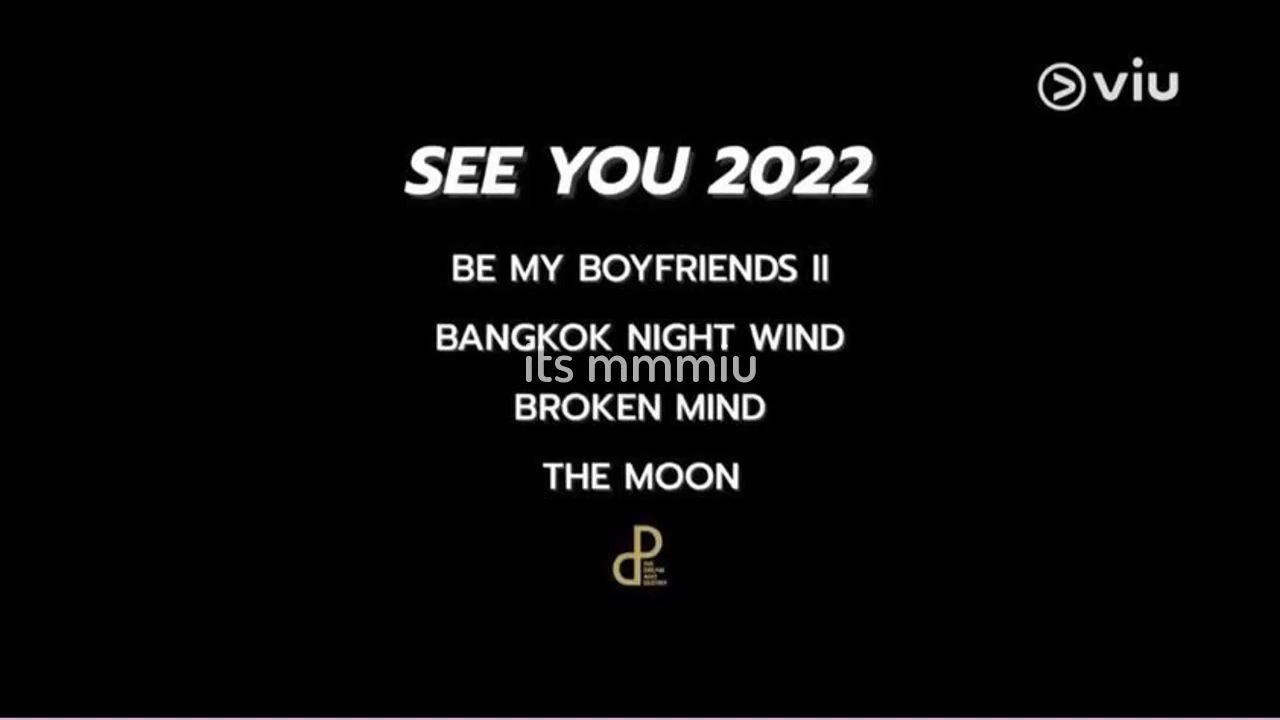 viu
SEE YOU 2022
BE MY BOYFRIENDS II
BANGKOK NIGHT WIND
its mmmiu
BROKEN MIND
THE MOON